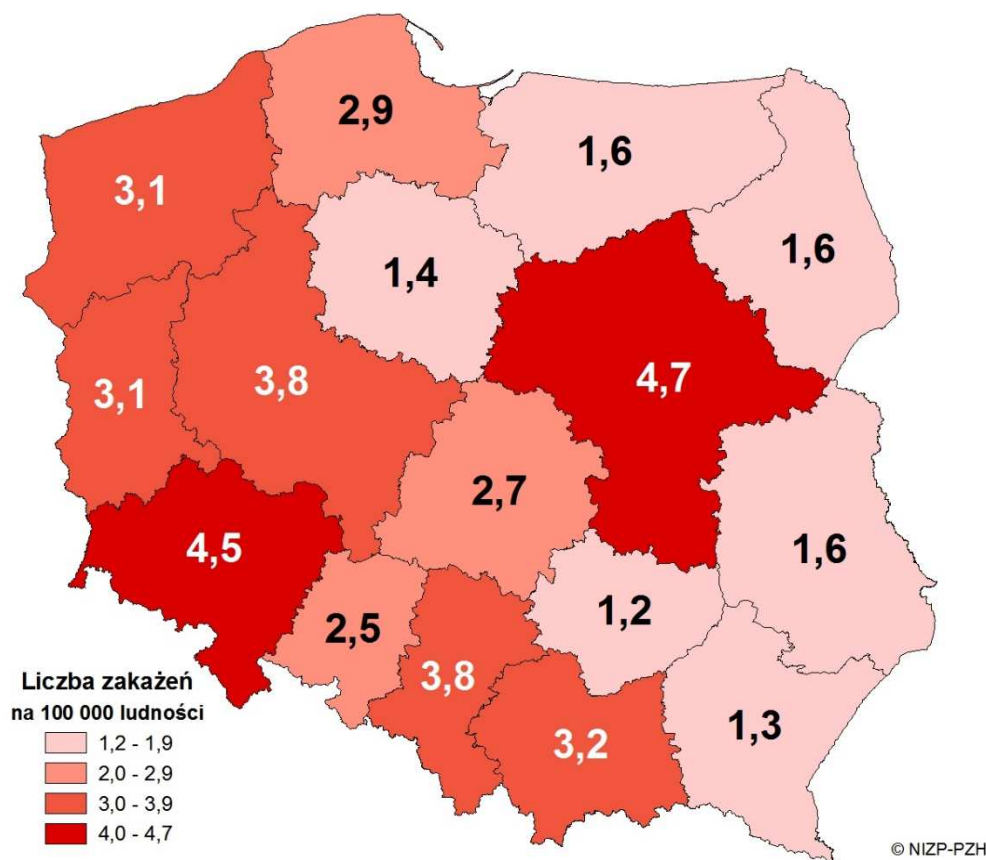 2,9
1,6
3,1
1,6
1,4
3,1
3,8
4,7
2,7
4,5
1,6
1,2
2,5
3,8
1,3
3,2
Liczba zakażeń
na 100 000 ludności
1,2 - 1,9
2,0 - 2,9
3,0 - 3,9
4,0 - 4,7
© NIZP-PZH